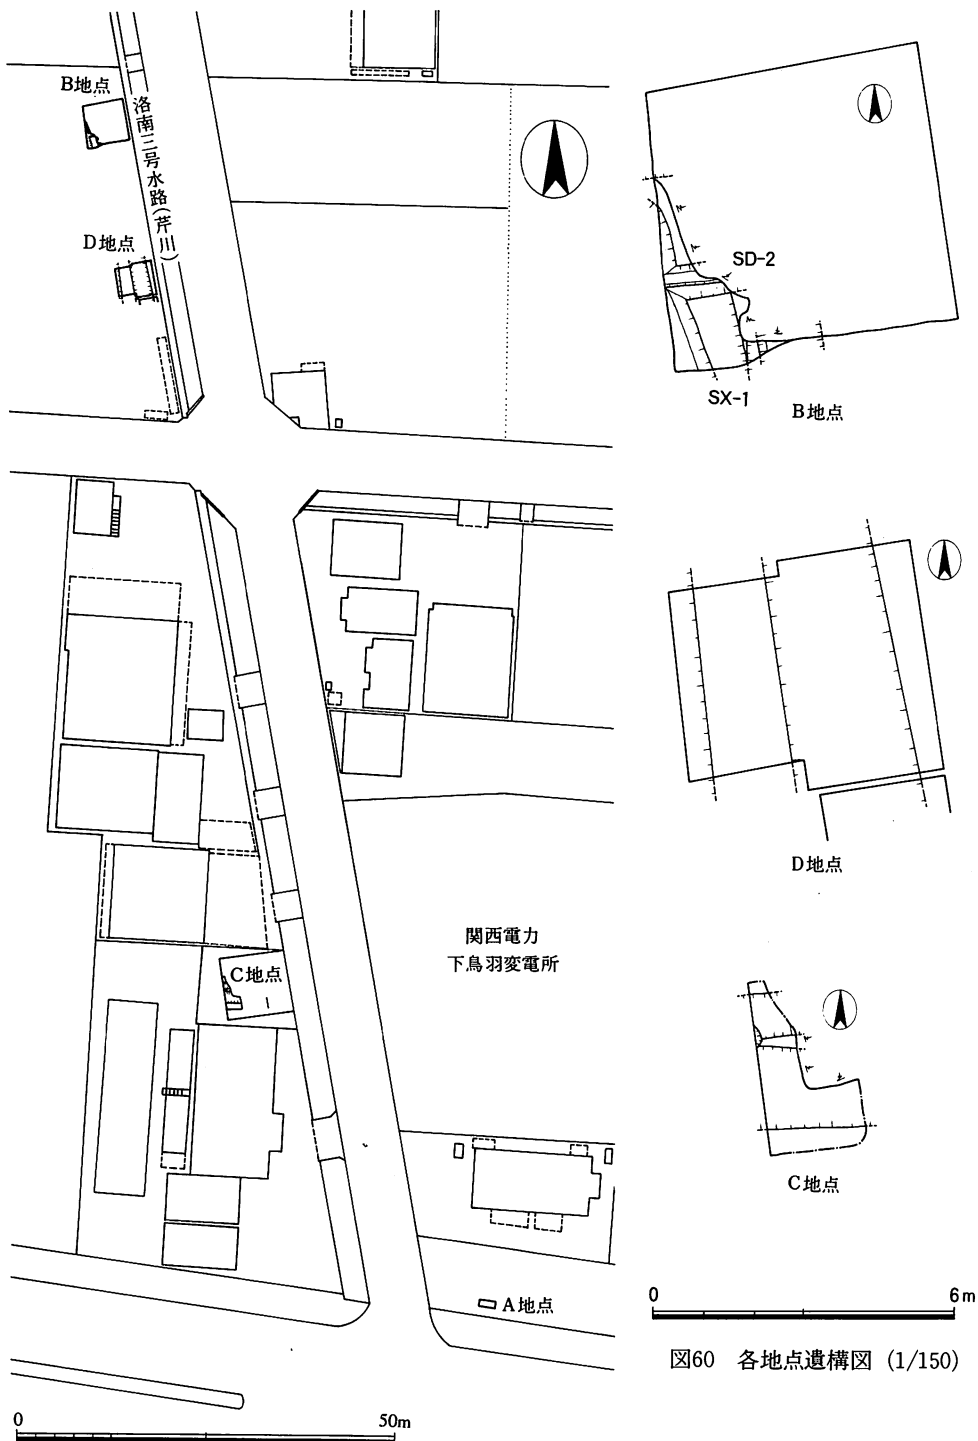 B地点
洛南三号水路(芹川)
D地点
C地点
関西電力
下鳥羽変電所
A地点
0 50m
SD-2
SX-1
B地点
D地点
C地点
0 6m
図60 各地点遺構図 (1/150)